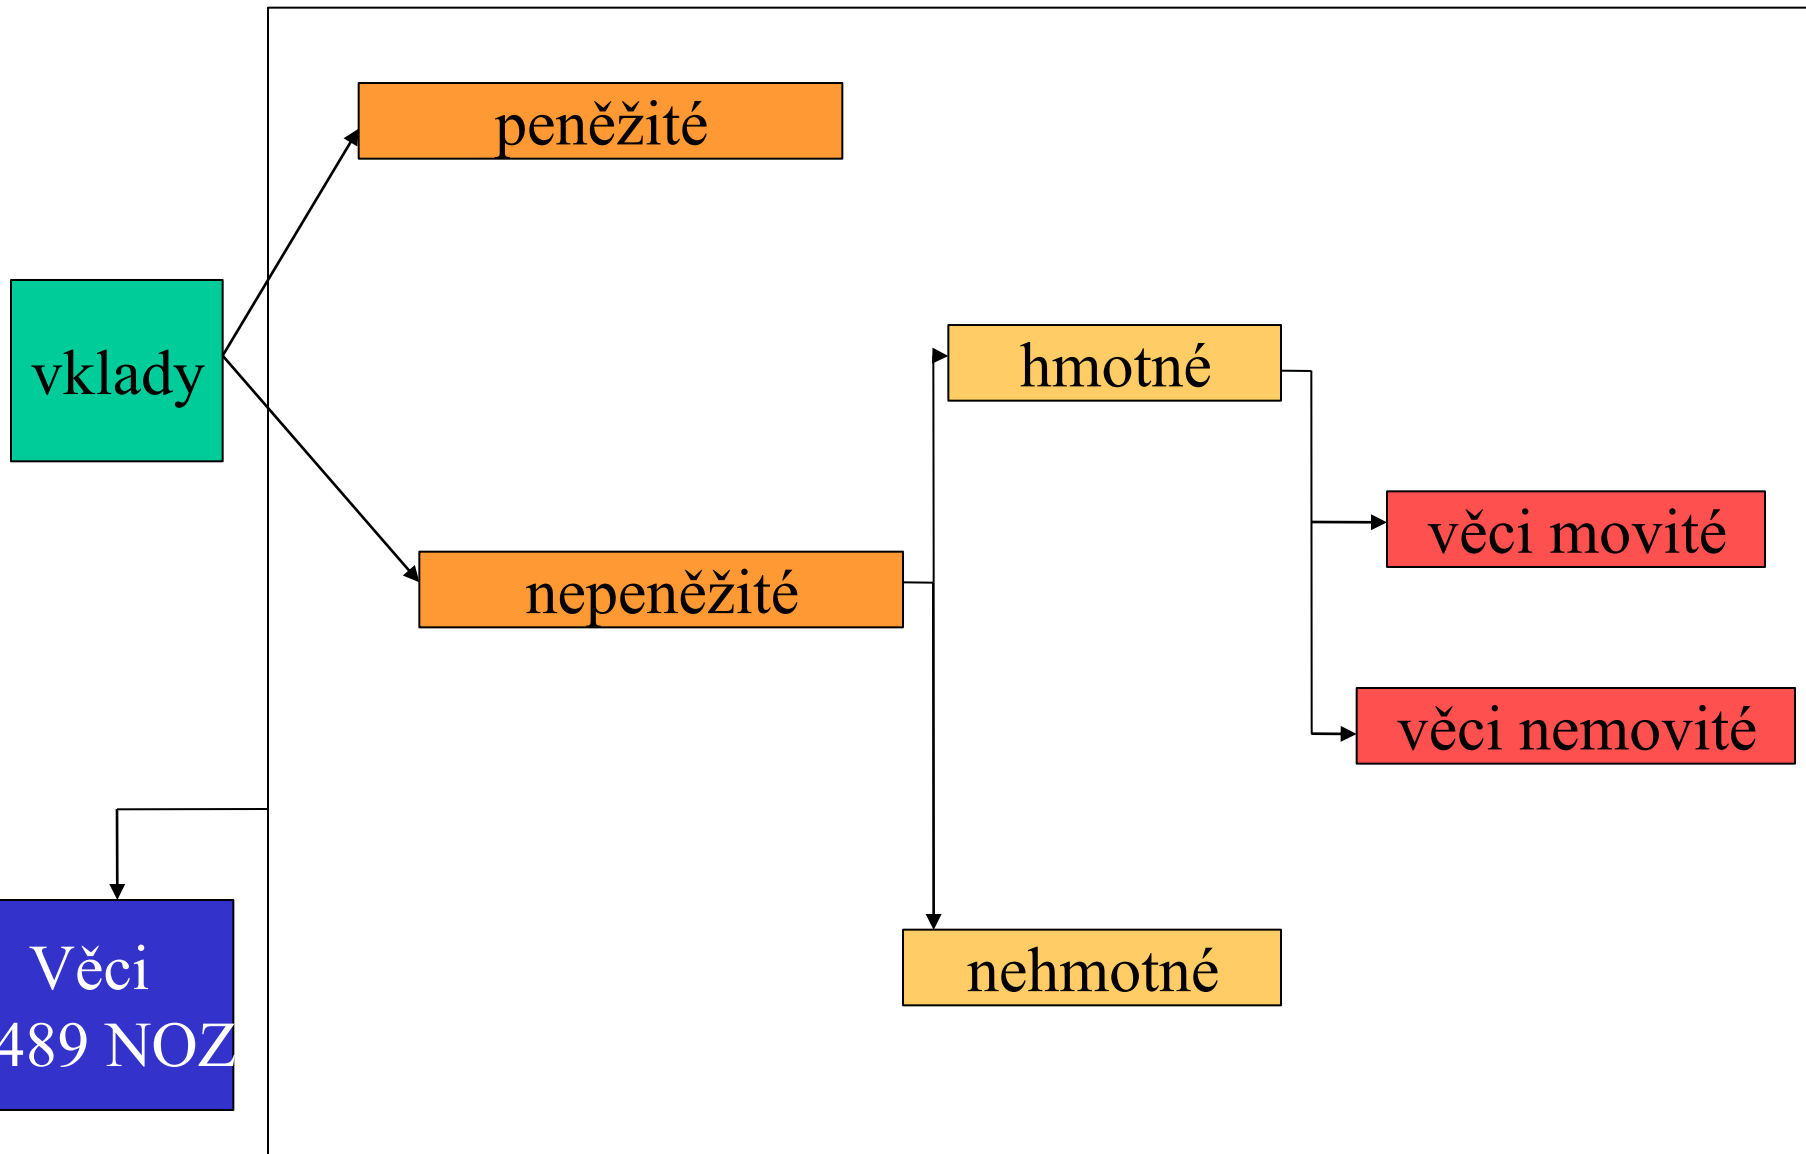 peněžité
vklady
hmotné
věci movité
nepeněžité
věci nemovité
Věci
489 NOZ
nehmotné